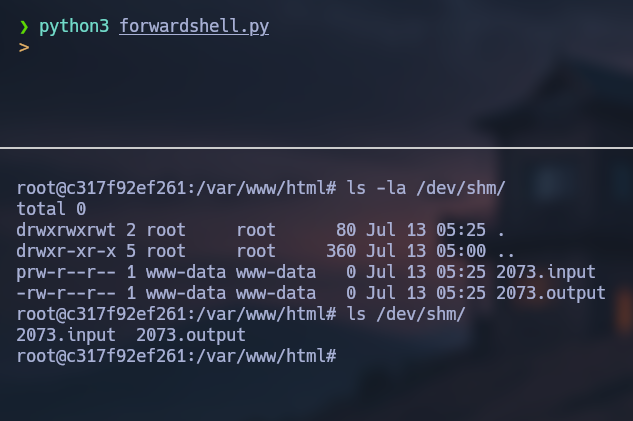 ❯ python3 forwardshell.py
>
root@c317f92ef261:/var/www/html# ls -la /dev/shm/
total 0
drwxrwxrwt 2 root     root      80 Jul 13 05:25 .
drwxr-xr-x 5 root     root     360 Jul 13 05:00 ..
prw-r--r-- 1 www-data www-data   0 Jul 13 05:25 2073.input
-rw-r--r-- 1 www-data www-data   0 Jul 13 05:25 2073.output
root@c317f92ef261:/var/www/html# ls /dev/shm/
2073.input  2073.output
root@c317f92ef261:/var/www/html#